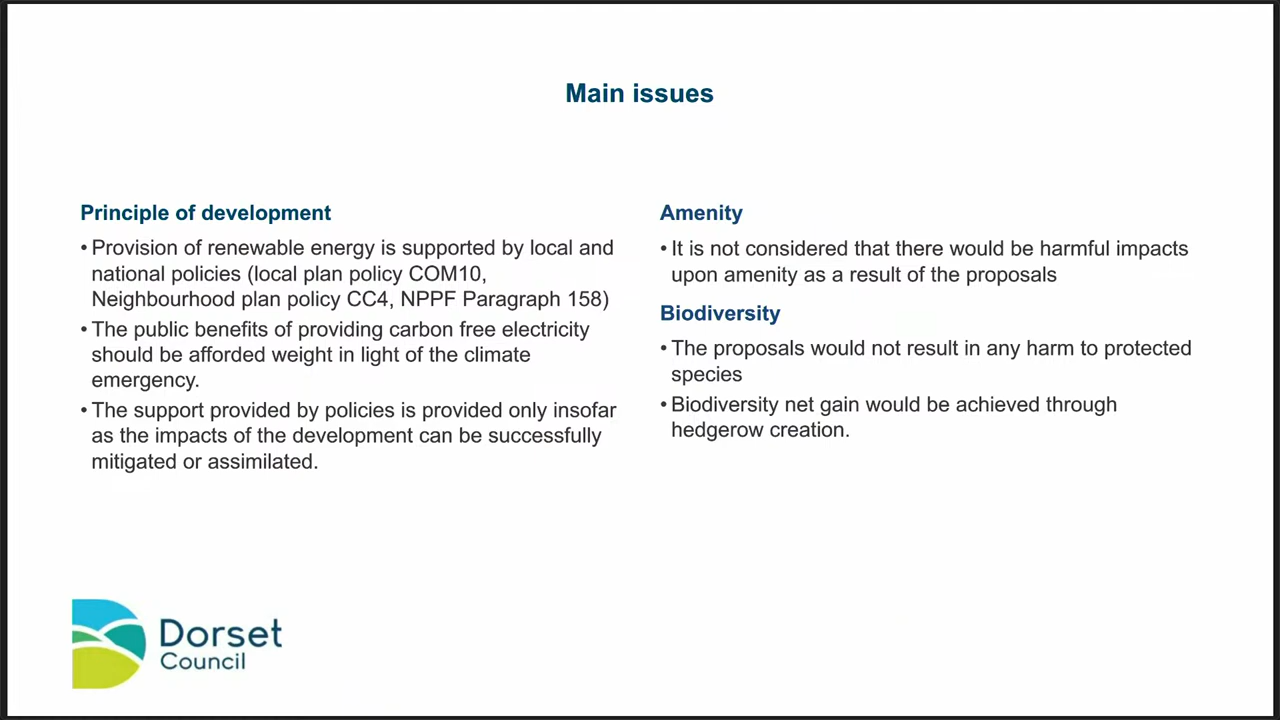 Main issues
Principle of development
• Provision of renewable energy is supported by local and
national policies (local plan policy COM10,
Neighbourhood plan policy CC4, NPPF Paragraph 158)
• The public benefits of providing carbon free electricity
should be afforded weight in light of the climate
emergency.
• The support provided by policies is provided only insofar
as the impacts of the development can be successfully
mitigated or assimilated.
Amenity
• It is not considered that there would be harmful impacts
upon amenity as a result of the proposals
Biodiversity
• The proposals would not result in any harm to protected
species
• Biodiversity net gain would be achieved through
hedgerow creation.
Dorset
Council